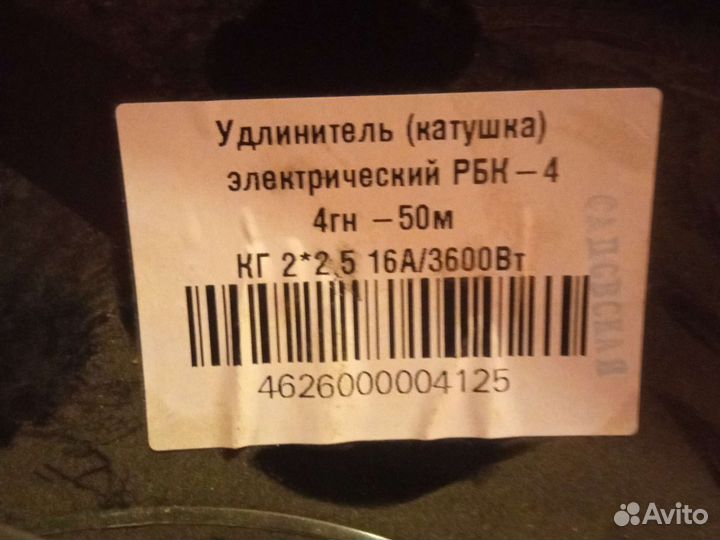 Удлинитель (катушка)
электрический РБК – 4
4гн – 50м
КГ 2*2,5 16А/3600Вт
4626000004125
Avito